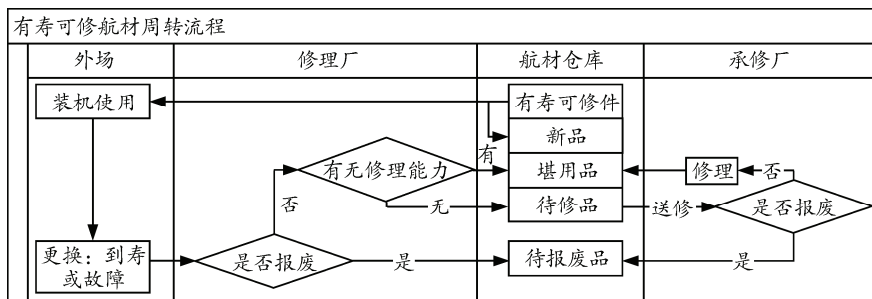 有寿可修航材周转流程
外场 修理厂 航材仓库 承修厂
装机使用 有寿可修件
新品
有
有无修理能力 堪用品 修理 否
否 无 待修品 送修 是否报废
更换：到寿
或故障
是否报废 是 待报废品 是